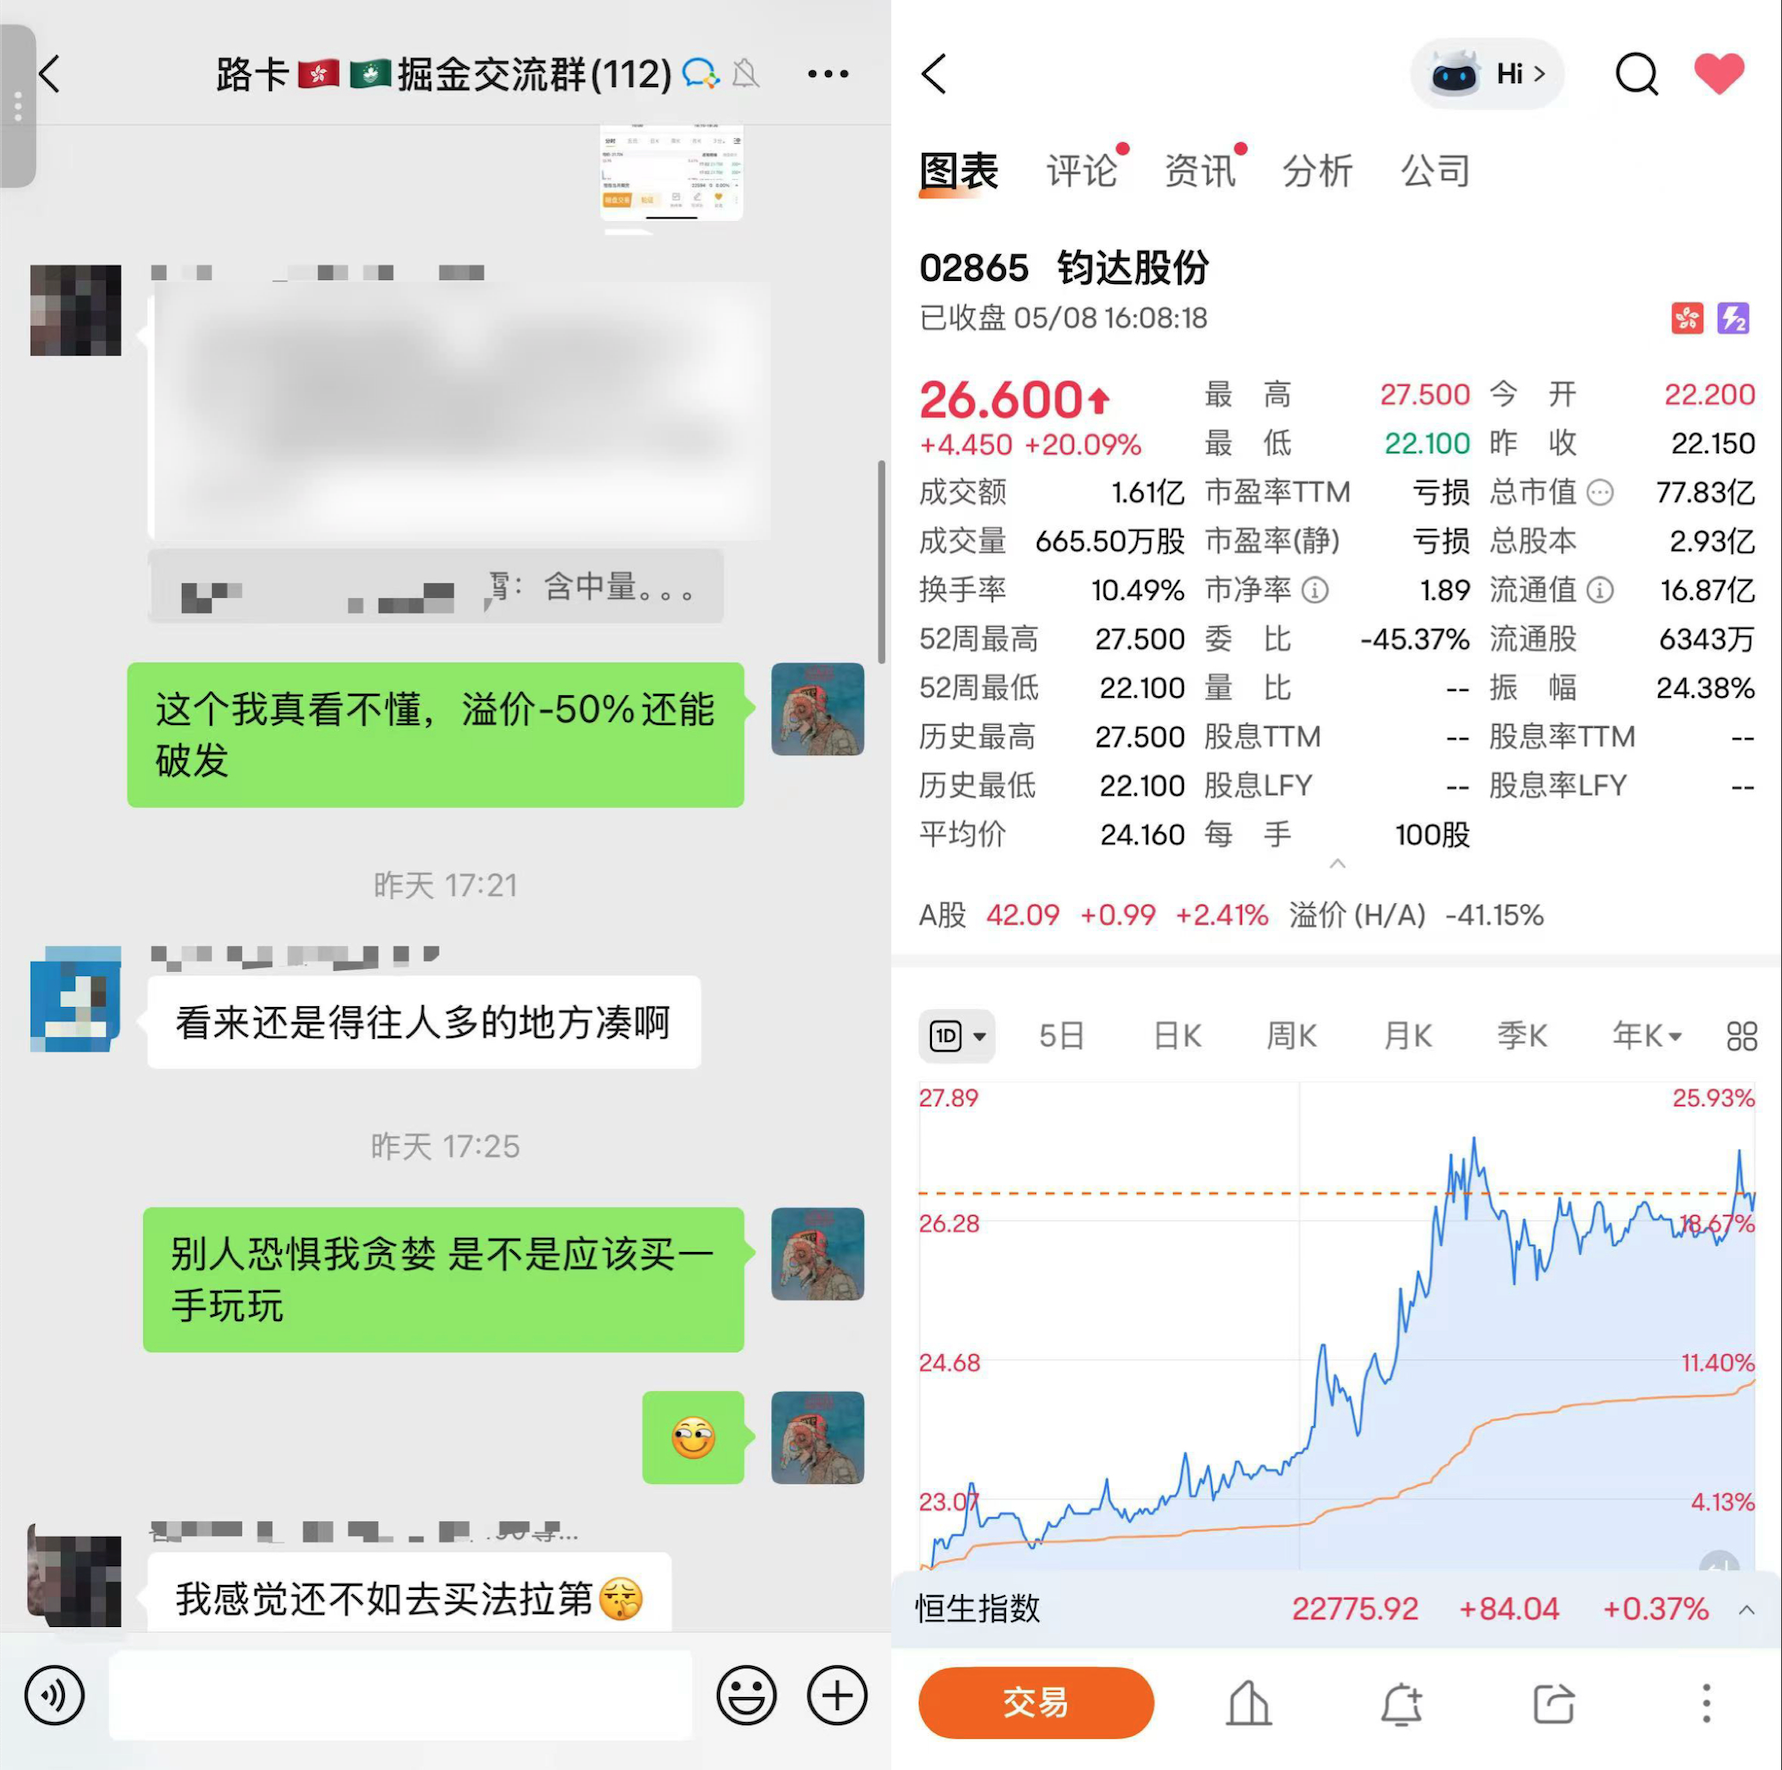 路卡🇭🇰🇲🇴掘金交流群(112)
雪：含中量。。。
这个我真看不懂，溢价-50%还能
破发
昨天 17:21
看来还是得往人多的地方凑啊
昨天 17:25
别人恐惧我贪婪 是不是应该买一
手玩玩
我感觉还不如去买法拉第
Hi >
图表 评论 资讯 分析 公司
02865 钧达股份
已收盘 05/08 16:08:18
26.600
+4.450 +20.09%
最高 27.500 今开 22.200
最低 22.100 昨收 22.150
成交额 1.61亿 市盈率TTM 亏损 总市值 77.83亿
成交量 665.50万股 市盈率(静) 亏损 总股本 2.93亿
换手率 10.49% 市净率 1.89 流通值 16.87亿
52周最高 27.500 委比 -45.37% 流通股 6343万
52周最低 22.100 量比 -- 振幅 24.38%
历史最高 27.500 股息TTM -- 股息率TTM --
历史最低 22.100 股息LFY -- 股息率LFY --
平均价 24.160 每手 100股
A股 42.09 +0.99 +2.41% 溢价 (H/A) -41.15%
1D 5日 日K 周K 月K 季K 年K
27.89 25.93%
26.28 18.67%
24.68 11.40%
23.07 4.13%
恒生指数 22775.92 +84.04 +0.37%
交易